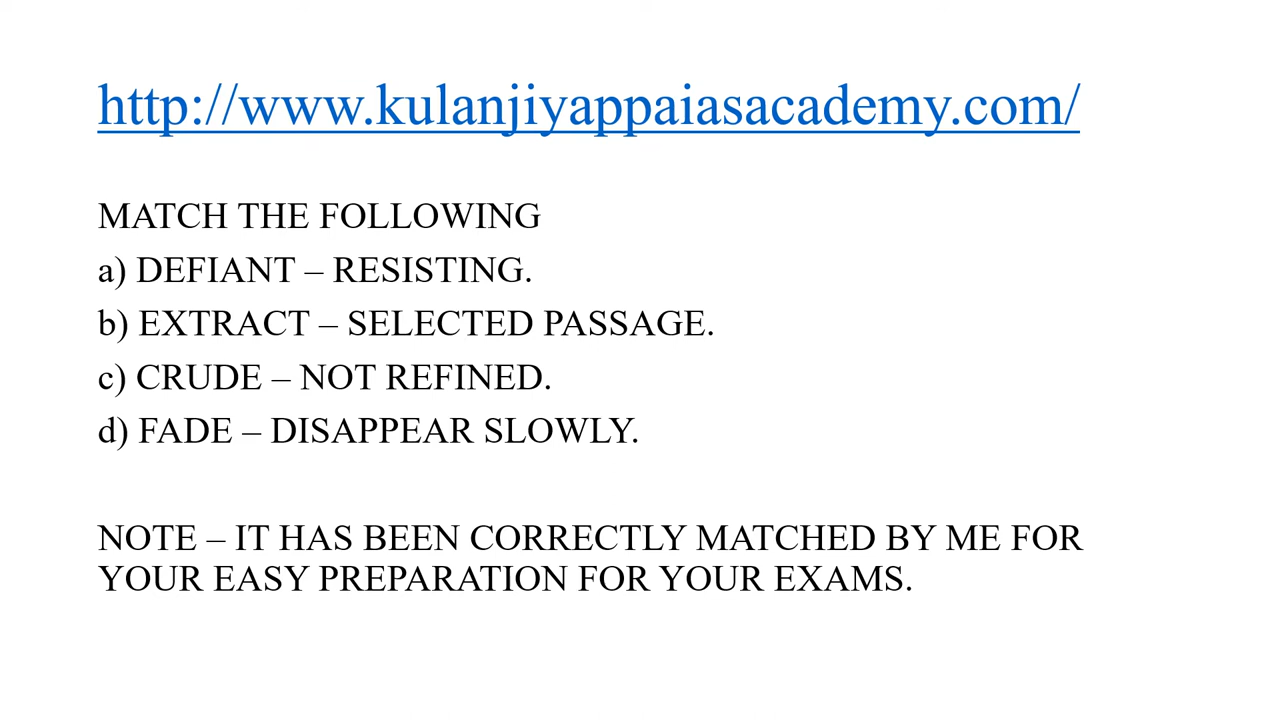 http://www.kulanjiyappaiasacademy.com/
MATCH THE FOLLOWING
a) DEFIANT – RESISTING.
b) EXTRACT – SELECTED PASSAGE.
c) CRUDE – NOT REFINED.
d) FADE – DISAPPEAR SLOWLY.
NOTE – IT HAS BEEN CORRECTLY MATCHED BY ME FOR
YOUR EASY PREPARATION FOR YOUR EXAMS.